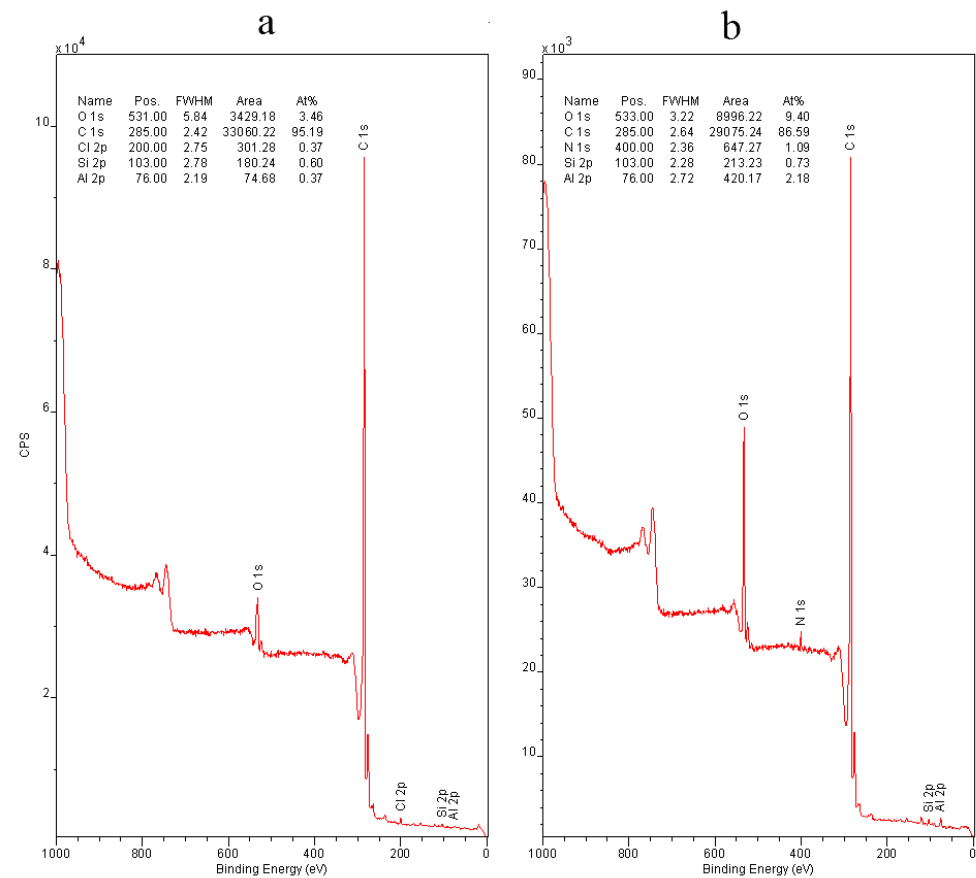 a
x 10^4
Name Pos. FWHM Area At%
O 1s 531.00 5.84 3429.18 3.46
C 1s 285.00 2.42 33060.22 95.19
Cl 2p 200.00 2.75 301.28 0.37
Si 2p 103.00 2.78 180.24 0.60
Al 2p 76.00 2.19 74.68 0.37
C 1s
10
8
6
CPS
4
O 1s
2
Cl 2p
Si 2p
Al 2p
1000 800 600 400 200 0
Binding Energy (eV)
b
x 10^3
Name Pos. FWHM Area At%
O 1s 533.00 3.22 8996.22 9.40
C 1s 285.00 2.64 29075.24 86.59
N 1s 400.00 2.36 647.27 1.09
Si 2p 103.00 2.28 213.23 0.73
Al 2p 76.00 2.72 420.17 2.18
C 1s
90
80
70
60
50
O 1s
40
30
N 1s
20
10
Si 2p
Al 2p
1000 800 600 400 200 0
Binding Energy (eV)